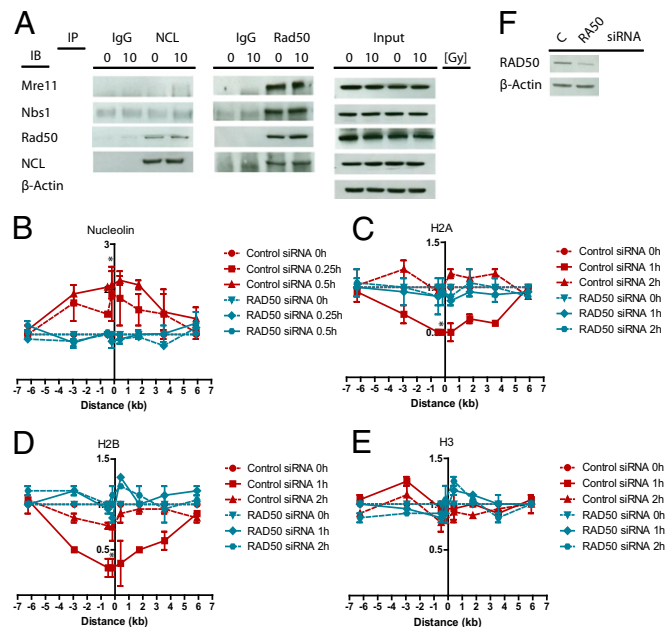 A
IP IgG NCL IgG Rad50 Input
IB 0 10 0 10 0 10 0 10 0 10 0 10 [Gy]
Mre11
Nbs1
Rad50
NCL
β-Actin
F
C RA50 siRNA
RAD50
β-Actin
B
Nucleolin
3
*
Control siRNA 0h
Control siRNA 0.25h
Control siRNA 0.5h
RAD50 siRNA 0h
RAD50 siRNA 0.25h
RAD50 siRNA 0.5h
-7 -6 -5 -4 -3 -2 -1 0 1 2 3 4 5 6 7
Distance (kb)
C
H2A
1.5
0.5
*
Control siRNA 0h
Control siRNA 1h
Control siRNA 2h
RAD50 siRNA 0h
RAD50 siRNA 1h
RAD50 siRNA 2h
-7 -6 -5 -4 -3 -2 -1 0 1 2 3 4 5 6 7
Distance (kb)
D
H2B
1.5
0.5
*
Control siRNA 0h
Control siRNA 1h
Control siRNA 2h
RAD50 siRNA 0h
RAD50 siRNA 1h
RAD50 siRNA 2h
-7 -6 -5 -4 -3 -2 -1 0 1 2 3 4 5 6 7
Distance (kb)
E
H3
1.5
0.5
Control siRNA 0h
Control siRNA 1h
Control siRNA 2h
RAD50 siRNA 0h
RAD50 siRNA 1h
RAD50 siRNA 2h
-7 -6 -5 -4 -3 -2 -1 0 1 2 3 4 5 6 7
Distance (kb)